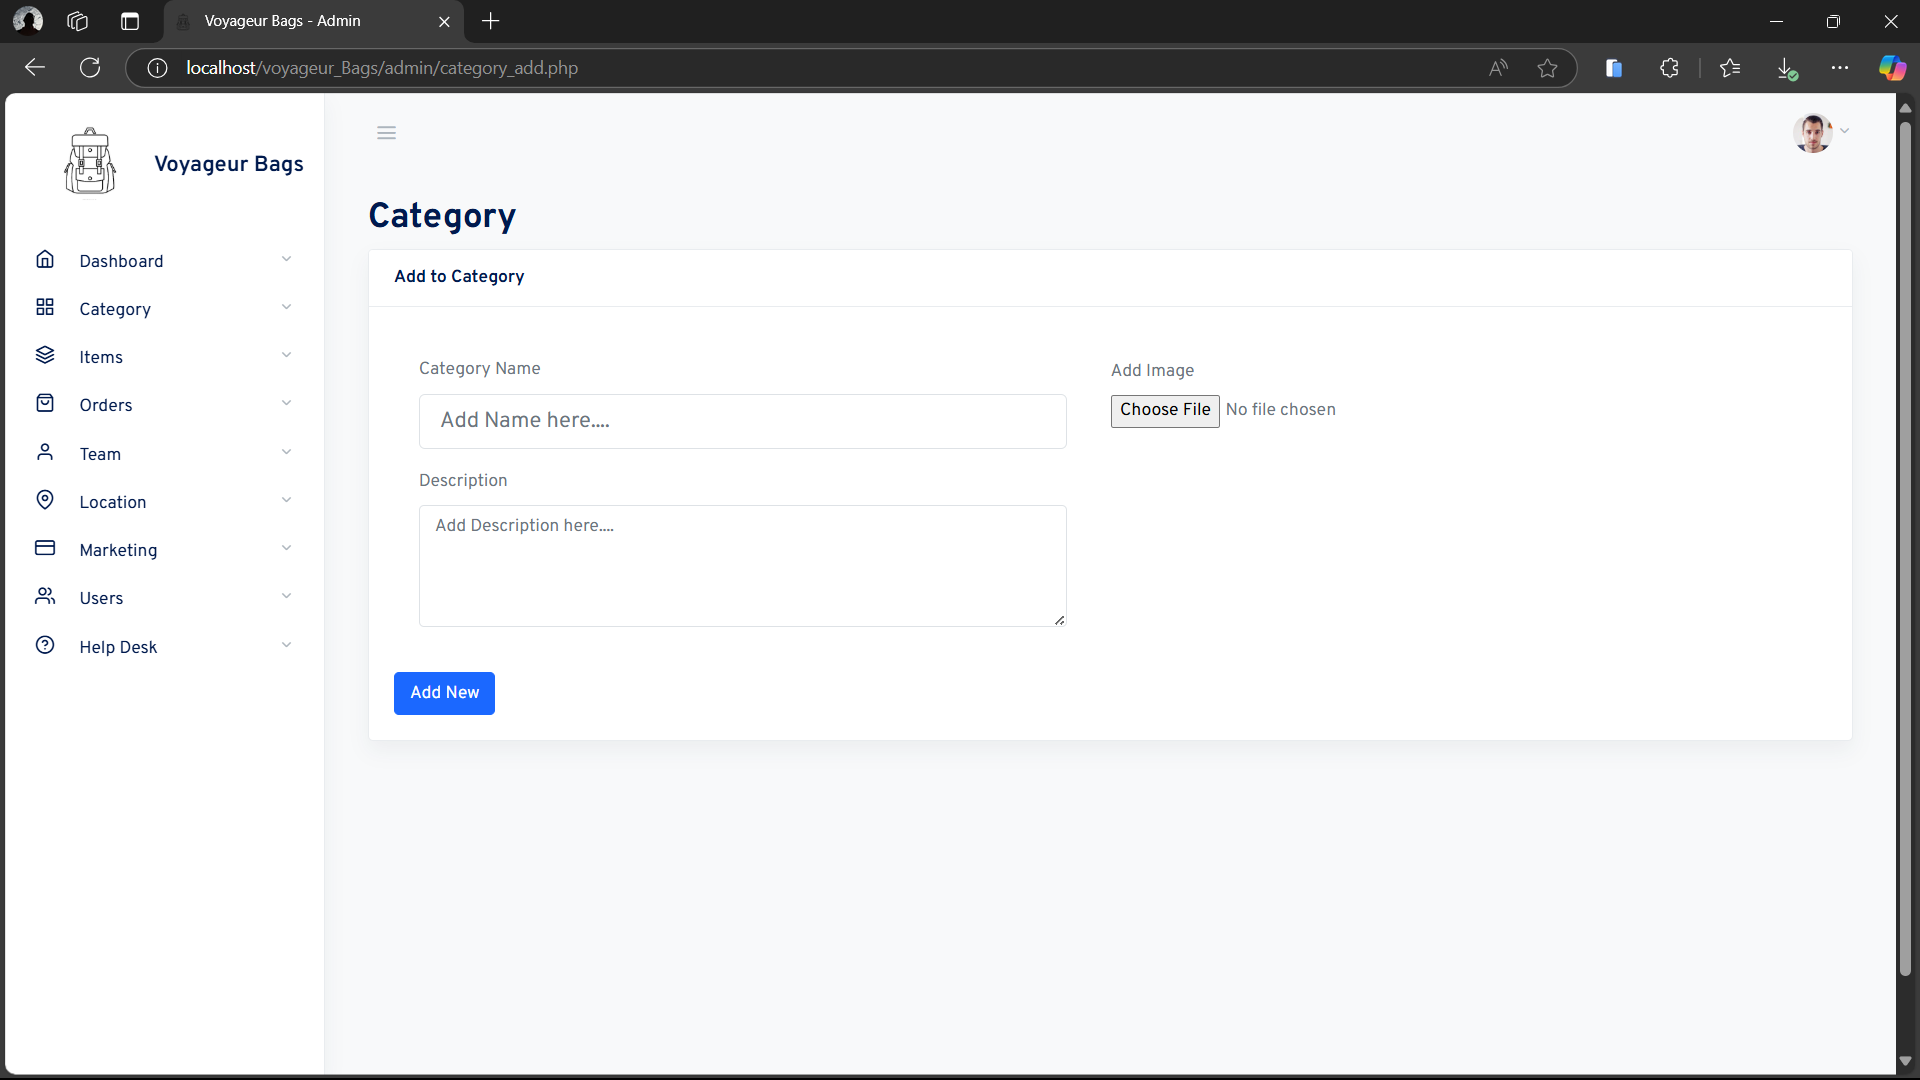 Voyageur Bags - Admin
localhost/voyageur_Bags/admin/category_add.php
Voyageur Bags
Dashboard
Category
Items
Orders
Team
Location
Marketing
Users
Help Desk
Category
Add to Category
Category Name
Add Name here....
Description
Add Description here....
Add Image
Choose File No file chosen
Add New